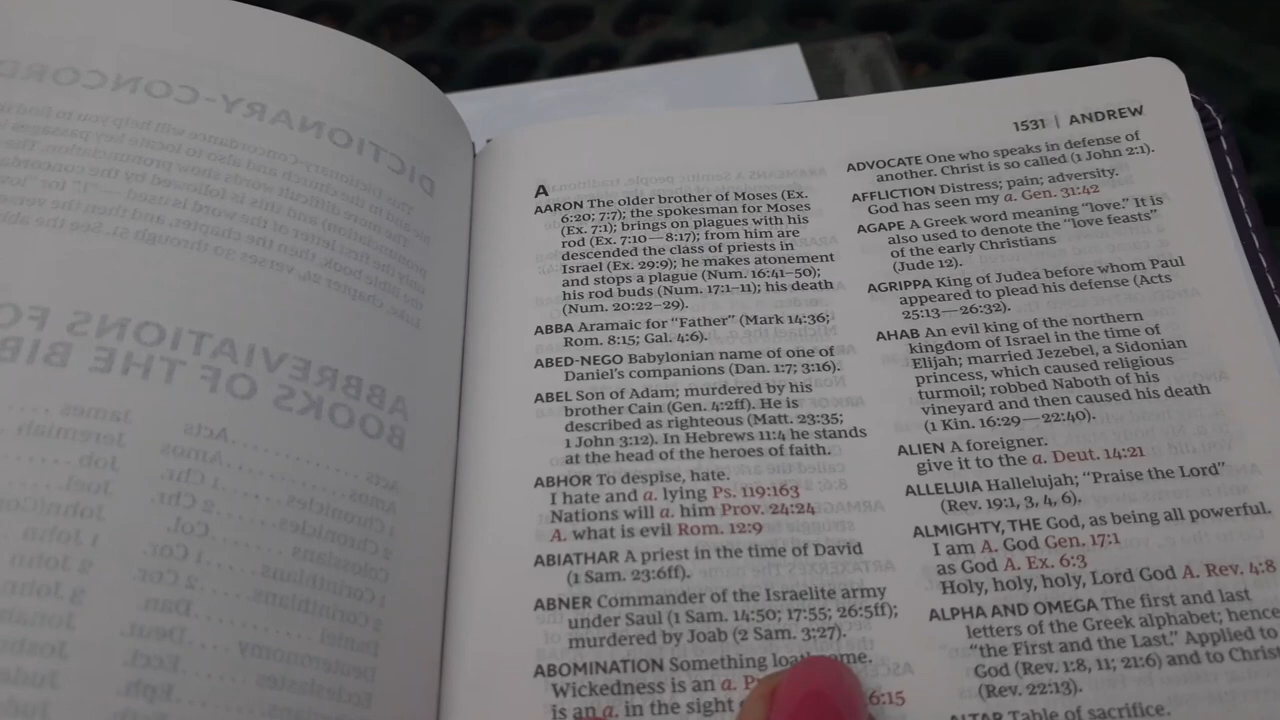 1531 | ANDREW
A
AARON The older brother of Moses (Ex.
6:20; 7:7); the spokesman for Moses
(Ex. 7:1); brings on plagues with his
rod (Ex. 7:10—8:17); from him are
descended the class of priests in
Israel (Ex. 29:9); he makes atonement
and stops a plague (Num. 16:41–50);
his rod buds (Num. 17:1–11); his death
(Num. 20:22–29).
ABBA Aramaic for “Father” (Mark 14:36;
Rom. 8:15; Gal. 4:6).
ABED-NEGO Babylonian name of one of
Daniel’s companions (Dan. 1:7; 3:16).
ABEL Son of Adam; murdered by his
brother Cain (Gen. 4:2ff). He is
described as righteous (Matt. 23:35;
1 John 3:12). In Hebrews 11:4 he stands
at the head of the heroes of faith.
ABHOR To despise, hate.
I hate and a. lying Ps. 119:163
Nations will a. him Prov. 24:24
A. what is evil Rom. 12:9
ABIATHAR A priest in the time of David
(1 Sam. 23:6ff).
ABNER Commander of the Israelite army
under Saul (1 Sam. 14:50; 17:55; 26:5ff);
murdered by Joab (2 Sam. 3:27).
ABOMINATION Something loathsome.
Wickedness is an a.
is an a. in the sight 6:15
ADVOCATE One who speaks in defense of
another. Christ is so called (1 John 2:1).
AFFLICTION Distress; pain; adversity.
God has seen my a. Gen. 31:42
AGAPE A Greek word meaning “love.” It is
also used to denote the “love feasts”
of the early Christians
(Jude 12).
AGRIPPA King of Judea before whom Paul
appeared to plead his defense (Acts
25:13—26:32).
AHAB An evil king of the northern
kingdom of Israel in the time of
Elijah; married Jezebel, a Sidonian
princess, which caused religious
turmoil; robbed Naboth of his
vineyard and then caused his death
(1 Kin. 16:29—22:40).
ALIEN A foreigner.
give it to the a. Deut. 14:21
ALLELUIA Hallelujah; “Praise the Lord”
(Rev. 19:1, 3, 4, 6).
ALMIGHTY, THE God, as being all powerful.
I am A. God Gen. 17:1
as God A. Ex. 6:3
Holy, holy, holy, Lord God A. Rev. 4:8
ALPHA AND OMEGA The first and last
letters of the Greek alphabet; hence
“the First and the Last.” Applied to
God (Rev. 1:8, 11; 21:6) and to Christ
(Rev. 22:13).
ALTAR Table of sacrifice.